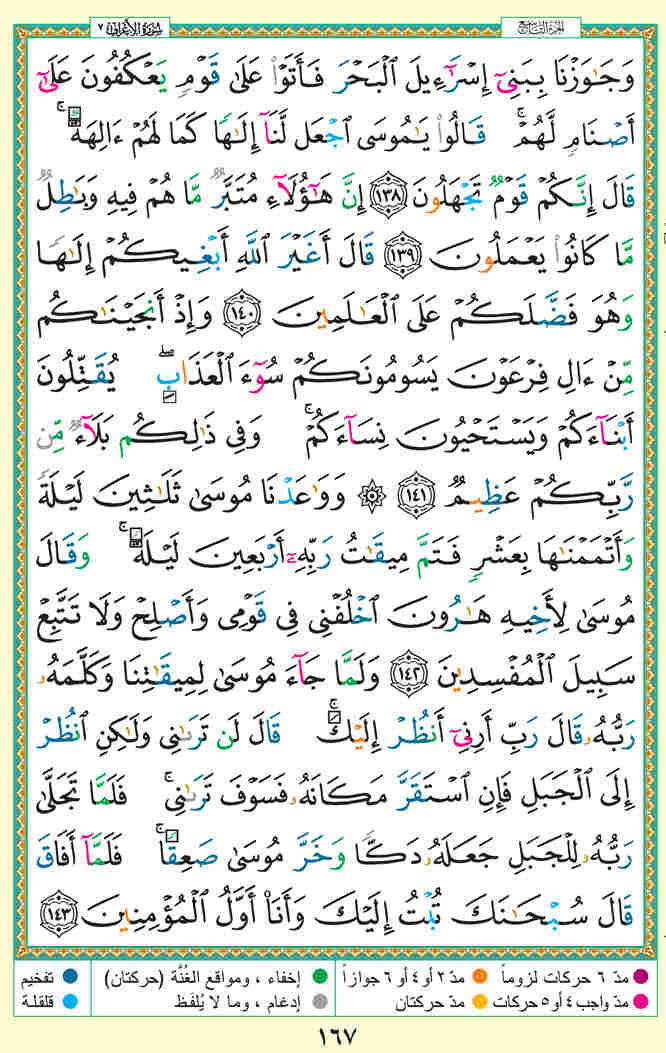 سُورَةُ الأَعْرَافِ ٧
الجزء التاسع
وَجَٰوَزْنَا بِبَنِىٓ إِسْرَٰٓءِيلَ ٱلْبَحْرَ فَأَتَوْا۟ عَلَىٰ قَوْمٍ يَعْكُفُونَ عَلَىٰٓ
أَصْنَامٍ لَّهُمْ ۚ قَالُوا۟ يَٰمُوسَى ٱجْعَل لَّنَآ إِلَٰهًا كَمَا لَهُمْ ءَالِهَةٌ ۚ
قَالَ إِنَّكُمْ قَوْمٌ تَجْهَلُونَ ﴿١٣٨﴾ إِنَّ هَٰٓؤُلَآءِ مُتَبَّرٌ مَّا هُمْ فِيهِ وَبَٰطِلٌ
مَّا كَانُوا۟ يَعْمَلُونَ ﴿١٣٩﴾ قَالَ أَغَيْرَ ٱللَّهِ أَبْغِيكُمْ إِلَٰهًا
وَهُوَ فَضَّلَكُمْ عَلَى ٱلْعَٰلَمِينَ ﴿١٤٠﴾ وَإِذْ أَنجَيْنَٰكُم
مِّنْ ءَالِ فِرْعَوْنَ يَسُومُونَكُمْ سُوٓءَ ٱلْعَذَابِ ۖ يُقَتِّلُونَ
أَبْنَآءَكُمْ وَيَسْتَحْيُونَ نِسَآءَكُمْ ۚ وَفِى ذَٰلِكُم بَلَآءٌ مِّن
رَّبِّكُمْ عَظِيمٌ ﴿١٤١﴾ ۞ وَوَٰعَدْنَا مُوسَىٰ ثَلَٰثِينَ لَيْلَةً
وَأَتْمَمْنَٰهَا بِعَشْرٍ فَتَمَّ مِيقَٰتُ رَبِّهِۦٓ أَرْبَعِينَ لَيْلَةً ۚ وَقَالَ
مُوسَىٰ لِأَخِيهِ هَٰرُونَ ٱخْلُفْنِى فِى قَوْمِى وَأَصْلِحْ وَلَا تَتَّبِعْ
سَبِيلَ ٱلْمُفْسِدِينَ ﴿١٤٢﴾ وَلَمَّا جَآءَ مُوسَىٰ لِمِيقَٰتِنَا وَكَلَّمَهُۥ
رَبُّهُۥ قَالَ رَبِّ أَرِنِىٓ أَنظُرْ إِلَيْكَ ۚ قَالَ لَن تَرَىٰنِى وَلَٰكِنِ ٱنظُرْ
إِلَى ٱلْجَبَلِ فَإِنِ ٱسْتَقَرَّ مَكَانَهُۥ فَسَوْفَ تَرَىٰنِى ۚ فَلَمَّا تَجَلَّىٰ
رَبُّهُۥ لِلْجَبَلِ جَعَلَهُۥ دَكًّا وَخَرَّ مُوسَىٰ صَعِقًا ۚ فَلَمَّآ أَفَاقَ
قَالَ سُبْحَٰنَكَ تُبْتُ إِلَيْكَ وَأَنَا۠ أَوَّلُ ٱلْمُؤْمِنِينَ ﴿١٤٣﴾
مدّ ٦ حركات لزوماً مدّ ٢ أو ٤ أو ٦ جوازاً إخفاء ، ومواقع الغُنَّة (حركتان) تفخيم
مدّ واجب ٤ أو ٥ حركات مدّ حركتان إدغام ، وما لا يُلفَظ قلقلة
١٦٧